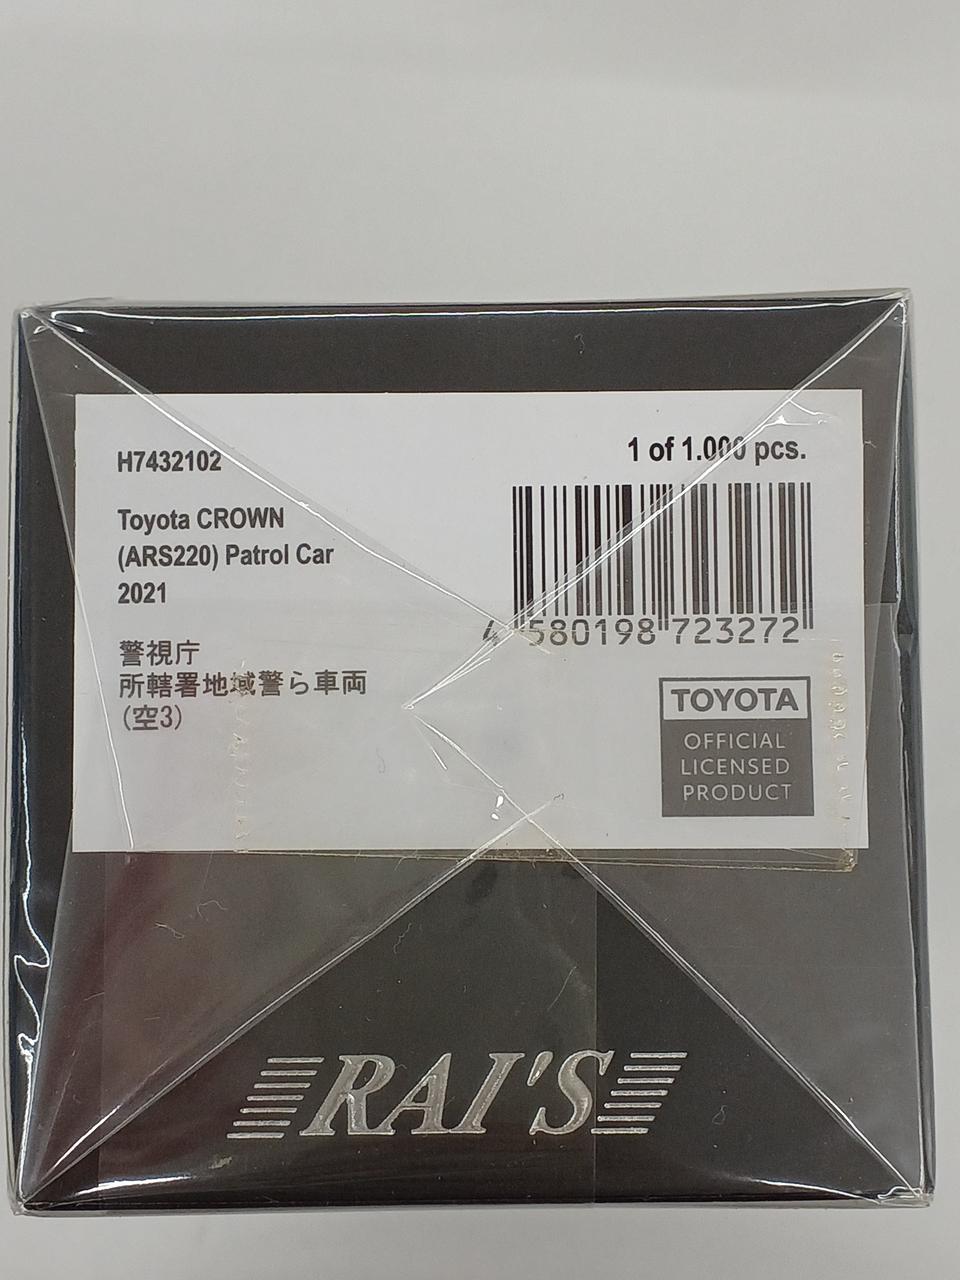 H7432102
1 of 1.000 pcs.
Toyota CROWN
(ARS220) Patrol Car
2021
4 580198 723272
警視庁
所轄署地域警ら車両
(空3)
TOYOTA
OFFICIAL
LICENSED
PRODUCT
RAI'S